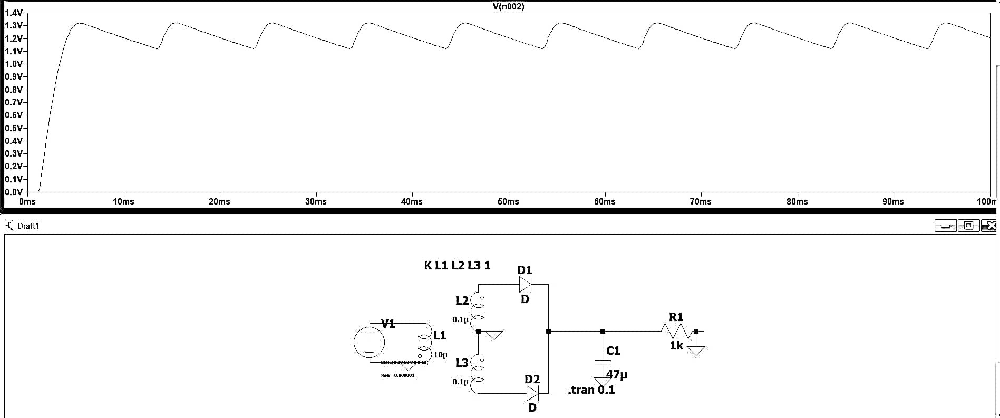 V(n002)
1.4V
1.3V
1.2V
1.1V
1.0V
0.9V
0.8V
0.7V
0.6V
0.5V
0.4V
0.3V
0.2V
0.1V
0.0V
0ms 10ms 20ms 30ms 40ms 50ms 60ms 70ms 80ms 90ms 100m
Draft1
K L1 L2 L3 1
D1
D
L2
0.1µ
V1
L1
10µ
SINE(0 20 50 0 0 0 10)
Rser=0.000001
L3
0.1µ
D2
D
R1
1k
C1
47µ
.tran 0.1